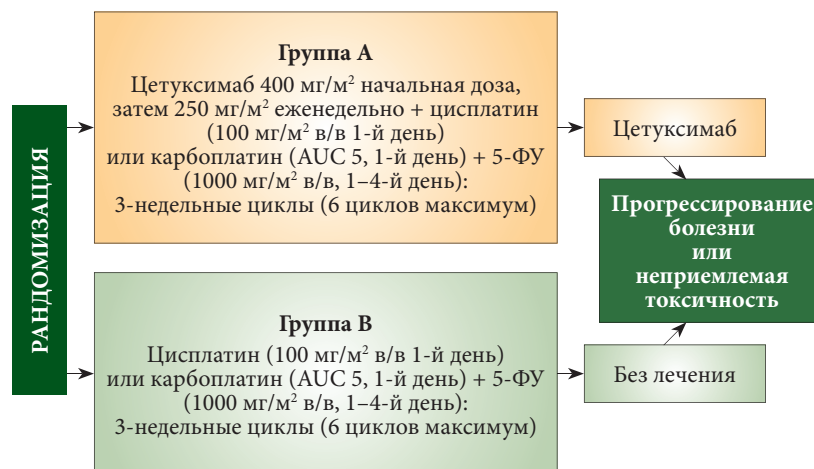 РАНДОМИЗАЦИЯ
Группа А
Цетуксимаб 400 мг/м² начальная доза,
затем 250 мг/м² еженедельно + цисплатин
(100 мг/м² в/в 1-й день)
или карбоплатин (AUC 5, 1-й день) + 5-ФУ
(1000 мг/м² в/в, 1–4-й день):
3-недельные циклы (6 циклов максимум)
Цетуксимаб
Прогрессирование
болезни
или
неприемлемая
токсичность
Группа В
Цисплатин (100 мг/м² в/в 1-й день)
или карбоплатин (AUC 5, 1-й день) + 5-ФУ
(1000 мг/м² в/в, 1–4-й день):
3-недельные циклы (6 циклов максимум)
Без лечения